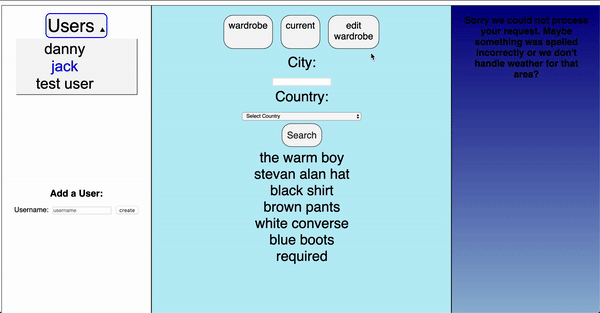 Users ▲
danny
jack
test user
Add a User:
Username: username create
wardrobe current edit wardrobe
City:
Country:
Select Country
Search
the warm boy
stevan alan hat
black shirt
brown pants
white converse
blue boots
required
Sorry we could not process
your request. Maybe
something was spelled
incorrectly or we don't
handle weather for that
area?